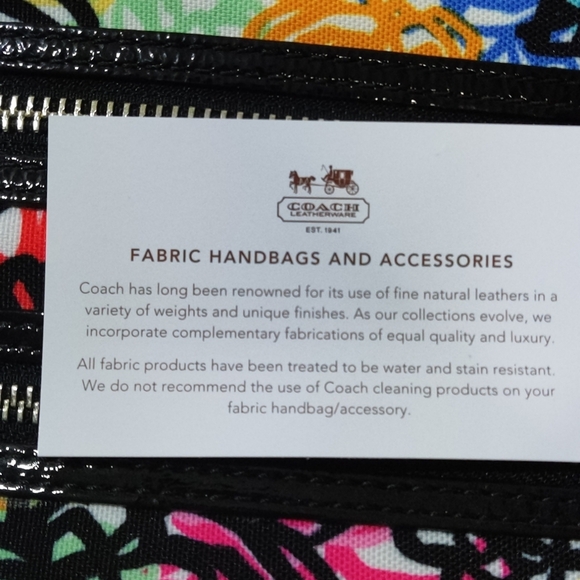 COACH
LEATHERWARE
EST. 1941
FABRIC HANDBAGS AND ACCESSORIES
Coach has long been renowned for its use of fine natural leathers in a
variety of weights and unique finishes. As our collections evolve, we
incorporate complementary fabrications of equal quality and luxury.
All fabric products have been treated to be water and stain resistant.
We do not recommend the use of Coach cleaning products on your
fabric handbag/accessory.